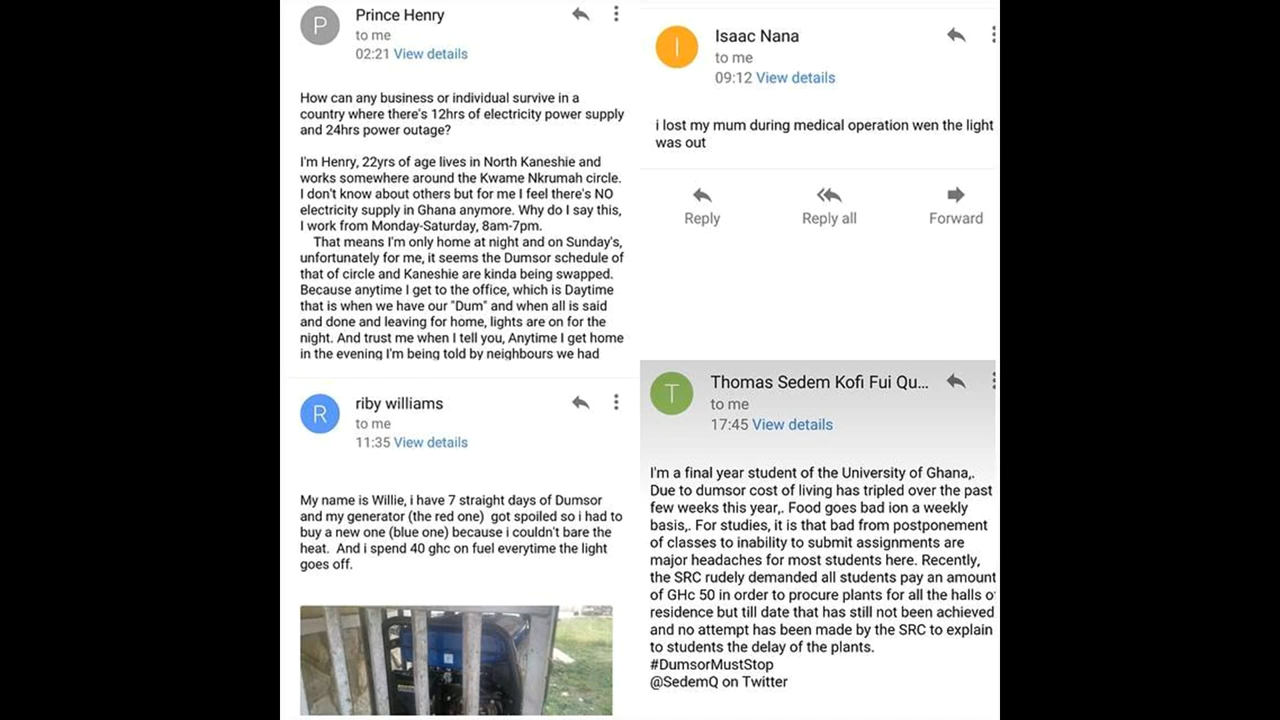 P
Prince Henry
to me
02:21 View details
How can any business or individual survive in a
country where there's 12hrs of electricity power supply
and 24hrs power outage?
I'm Henry, 22yrs of age lives in North Kaneshie and
works somewhere around the Kwame Nkrumah circle.
I don't know about others but for me I feel there's NO
electricity supply in Ghana anymore. Why do I say this,
I work from Monday-Saturday, 8am-7pm.
That means I'm only home at night and on Sunday's,
unfortunately for me, it seems the Dumsor schedule of
that of circle and Kaneshie are kinda being swapped.
Because anytime I get to the office, which is Daytime
that is when we have our "Dum" and when all is said
and done and leaving for home, lights are on for the
night. And trust me when I tell you, Anytime I get home
in the evening I'm being told by neighbours we had
I
Isaac Nana
to me
09:12 View details
i lost my mum during medical operation wen the light
was out
Reply
Reply all
Forward
R
riby williams
to me
11:35 View details
My name is Willie, i have 7 straight days of Dumsor
and my generator (the red one) got spoiled so i had to
buy a new one (blue one) because i couldn't bare the
heat. And i spend 40 ghc on fuel everytime the light
goes off.
T
Thomas Sedem Kofi Fui Qu...
to me
17:45 View details
I'm a final year student of the University of Ghana,.
Due to dumsor cost of living has tripled over the past
few weeks this year,. Food goes bad ion a weekly
basis,. For studies, it is that bad from postponement
of classes to inability to submit assignments are
major headaches for most students here. Recently,
the SRC rudely demanded all students pay an amount
of GHc 50 in order to procure plants for all the halls o
residence but till date that has still not been achieved
and no attempt has been made by the SRC to explain
to students the delay of the plants.
#DumsorMustStop
@SedemQ on Twitter